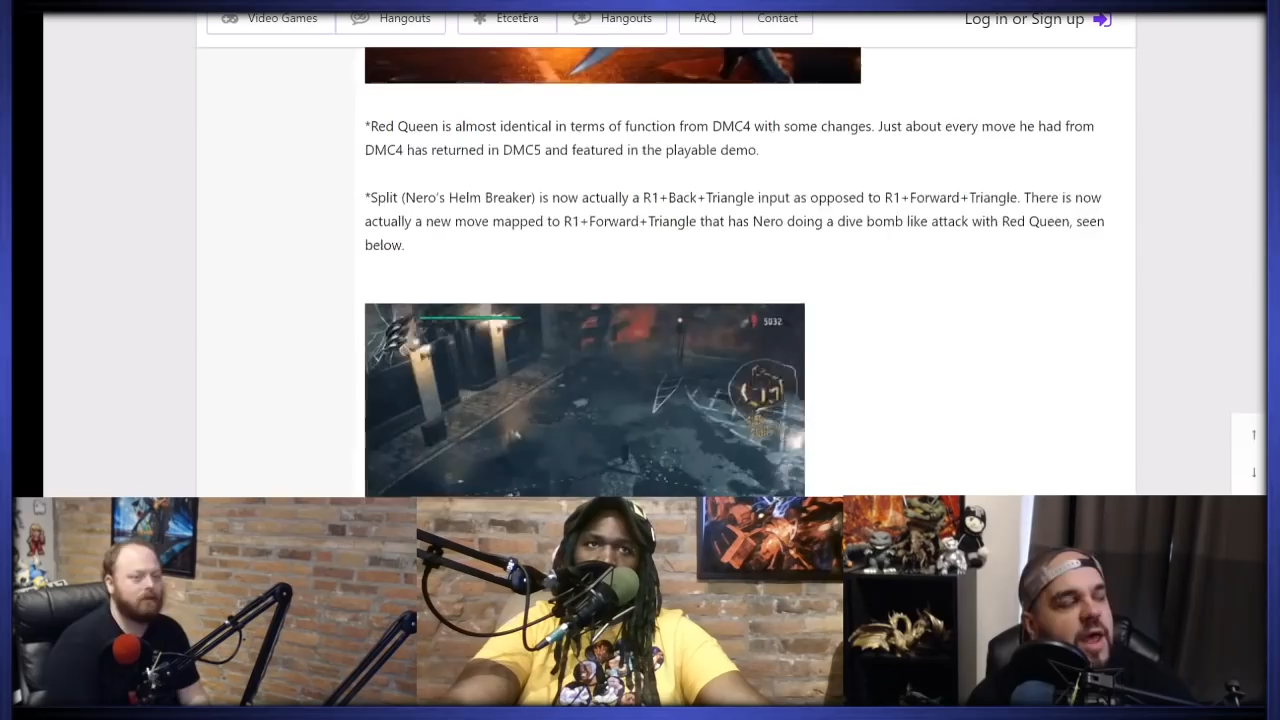 Video Games
Hangouts
EtcetEra
Hangouts
FAQ
Contact
Log in or Sign up
*Red Queen is almost identical in terms of function from DMC4 with some changes. Just about every move he had from
DMC4 has returned in DMC5 and featured in the playable demo.
*Split (Nero's Helm Breaker) is now actually a R1+Back+Triangle input as opposed to R1+Forward+Triangle. There is now
actually a new move mapped to R1+Forward+Triangle that has Nero doing a dive bomb like attack with Red Queen, seen
below.
5032